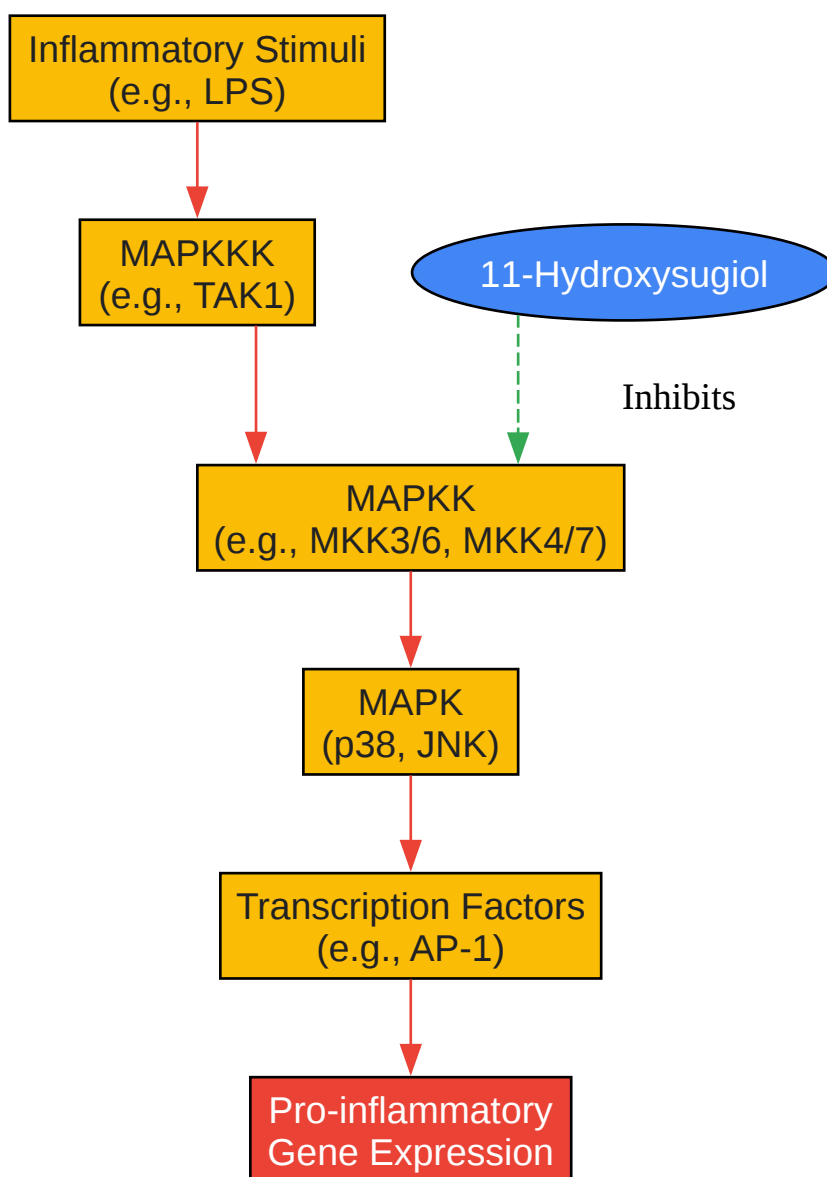 Inflammatory Stimuli
(e.g., LPS)
MAPKKK
(e.g., TAK1)
11-Hydroxysugiol
Inhibits
MAPKK
(e.g., MKK3/6, MKK4/7)
MAPK
(p38, JNK)
Transcription Factors
(e.g., AP-1)
Pro-inflammatory
Gene Expression